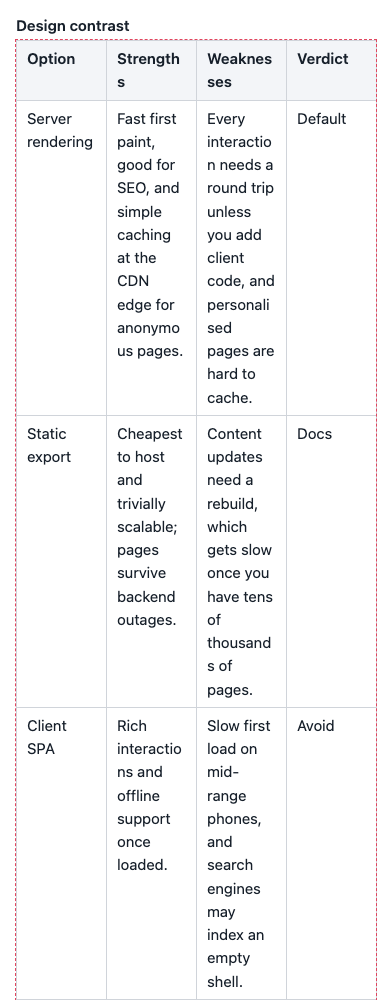 Design contrast
Option
Strength
s
Weaknes
ses
Verdict
Server
rendering
Fast first
paint,
good for
SEO, and
simple
caching
at the
CDN
edge for
anonymo
us pages.
Every
interactio
n needs a
round trip
unless
you add
client
code, and
personali
sed
pages are
hard to
cache.
Default
Static
export
Cheapest
to host
and
trivially
scalable;
pages
survive
backend
outages.
Content
updates
need a
rebuild,
which
gets slow
once you
have tens
of
thousand
s of
pages.
Docs
Client
SPA
Rich
interactio
ns and
offline
support
once
loaded.
Slow first
load on
mid-
range
phones,
and
search
engines
may
index an
empty
shell.
Avoid